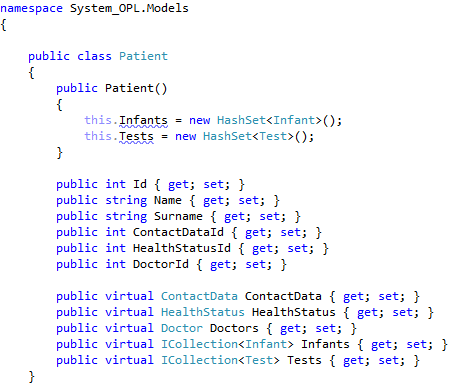 namespace System_OPL.Models
{
    public class Patient
    {
        public Patient()
        {
            this.Infants = new HashSet<Infant>();
            this.Tests = new HashSet<Test>();
        }
        public int Id { get; set; }
        public string Name { get; set; }
        public string Surname { get; set; }
        public int ContactDataId { get; set; }
        public int HealthStatusId { get; set; }
        public int DoctorId { get; set; }
        public virtual ContactData ContactData { get; set; }
        public virtual HealthStatus HealthStatus { get; set; }
        public virtual Doctor Doctors { get; set; }
        public virtual ICollection<Infant> Infants { get; set; }
        public virtual ICollection<Test> Tests { get; set; }
    }